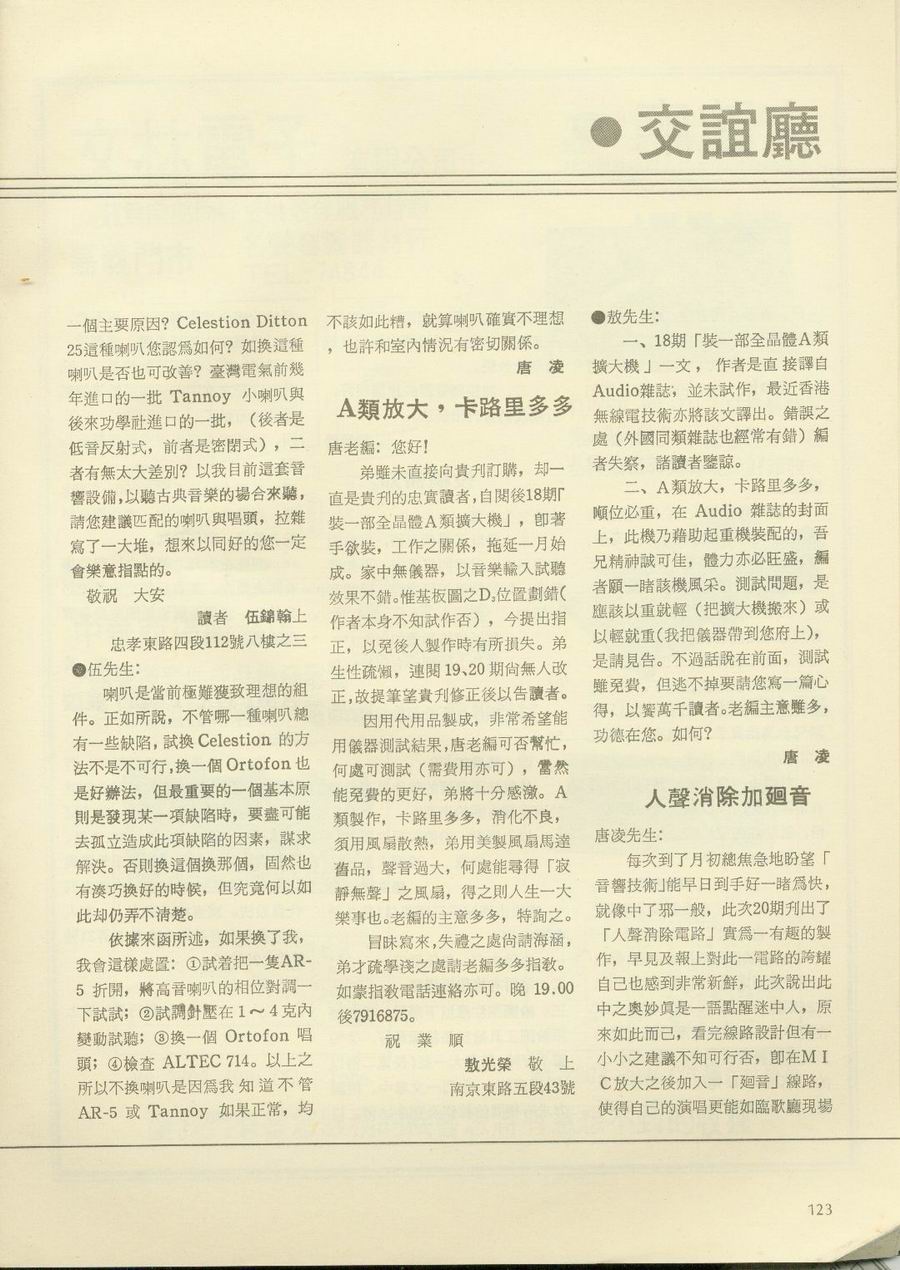 ●交誼廳
一個主要原因？Celestion Ditton
25這種喇叭您認爲如何？如換這種
喇叭是否也可改善？臺灣電氣前幾
年進口的一批 Tannoy 小喇叭與
後來功學社進口的一批，（後者是
低音反射式，前者是密閉式），二
者有無太大差別？以我目前這套音
響設備，以聽古典音樂的場合來聽，
請您建議匹配的喇叭與唱頭，拉雜
寫了一大堆，想來以同好的您一定
會樂意指點的。
敬祝　大安
讀者　伍錦翰上
忠孝東路四段112號八樓之三
●伍先生：
喇叭是當前極難獲致理想的組
件。正如所說，不管哪一種喇叭總
有一些缺陷，試換 Celestion 的方
法不是不可行，換一個 Ortofon 也
是好辦法，但最重要的一個基本原
則是發現某一項缺陷時，要盡可能
去孤立造成此項缺陷的因素，謀求
解決。否則換這個換那個，固然也
有湊巧換好的時候，但究竟何以如
此却仍弄不清楚。
依據來函所述，如果換了我，
我會這樣處置：①試着把一隻AR-
5 折開，將高音喇叭的相位對調一
下試試；②試調針壓在1～4克內
變動試聽；③換一個 Ortofon 唱
頭；④檢查 ALTEC 714。以上之
所以不換喇叭是因爲我知道不管
AR-5 或 Tannoy 如果正常，均
不該如此糟，就算喇叭確實不理想
，也許和室內情況有密切關係。
唐　凌
A類放大，卡路里多多
唐老編：您好！
弟雖未直接向貴刋訂購，却一
直是貴刋的忠實讀者，自閱後18期「
裝一部全晶體A類擴大機」，卽著
手欲裝，工作之關係，拖延一月始
成。家中無儀器，以音樂輸入試聽
效果不錯。惟基板圖之D₃位置劃錯（
作者本身不知試作否），今提出指
正，以免後人製作時有所損失。弟
生性疏懶，連閱19、20期尙無人改
正，故提筆望貴刋修正後以告讀者。
因用代用品製成，非常希望能
用儀器測試結果，唐老編可否幫忙，
何處可測試（需費用亦可），當然
能免費的更好，弟將十分感激。A
類製作，卡路里多多，消化不良，
須用風扇散熱，弟用美製風扇馬達
舊品，聲音過大，何處能尋得「寂
靜無聲」之風扇，得之則人生一大
樂事也。老編的主意多多，特詢之。
冒昧寫來，失禮之處尙請海涵，
弟才疏學淺之處請老編多多指敎。
如蒙指敎電話連絡亦可。晚 19.00
後7916875。
祝　業　順
敖光榮　敬　上
南京東路五段43號
●敖先生：
一、18期「裝一部全晶體A類
擴大機」一文，作者是直接譯自
Audio雜誌，並未試作，最近香港
無線電技術亦將該文譯出。錯誤之
處（外國同類雜誌也經常有錯）編
者失察，諸讀者鑒諒。
二、A類放大，卡路里多多，
噸位必重，在 Audio 雜誌的封面
上，此機乃藉助起重機裝配的，吾
兄精神誠可佳，體力亦必旺盛，編
者願一睹該機風采。測試問題，是
應該以重就輕（把擴大機搬來）或
以輕就重（我把儀器帶到您府上），
是請見告。不過話說在前面，測試
雖免費，但逃不掉要請您寫一篇心
得，以饗萬千讀者。老編主意雖多，
功德在您。如何？
唐　凌
人聲消除加廻音
唐凌先生：
每次到了月初總焦急地盼望「
音響技術」能早日到手好一睹爲快，
就像中了邪一般，此次20期刋出了
「人聲消除電路」實爲一有趣的製
作，早見及報上對此一電路的誇耀
自己也感到非常新鮮，此次說出此
中之奧妙眞是一語點醒迷中人，原
來如此而已，看完線路設計但有一
小小之建議不知可行否，卽在M I
C放大之後加入一「廻音」線路，
使得自己的演唱更能如臨歌廳現場
123